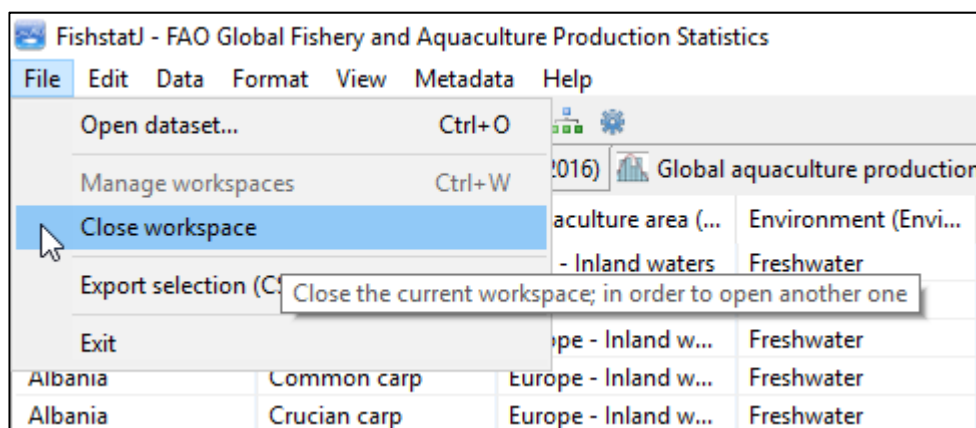 FishstatJ - FAO Global Fishery and Aquaculture Production Statistics
File Edit Data Format View Metadata Help
Open dataset... Ctrl+O
2016) Global aquaculture production
Manage workspaces Ctrl+W
Close workspace
aculture area (... Environment (Envi...
- Inland waters Freshwater
Export selection (CS
Close the current workspace; in order to open another one
Exit
ope - Inland w... Freshwater
Albania Common carp Europe - Inland w... Freshwater
Albania Crucian carp Europe - Inland w... Freshwater